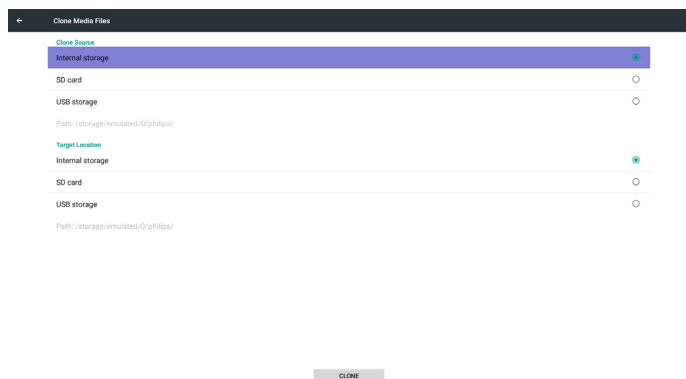 Clone Media Files
Clone Source
Internal storage
SD card
USB storage
Path: /storage/emulated/0/philips/
Target Location
Internal storage
SD card
USB storage
Path: /storage/emulated/0/philips/
CLONE